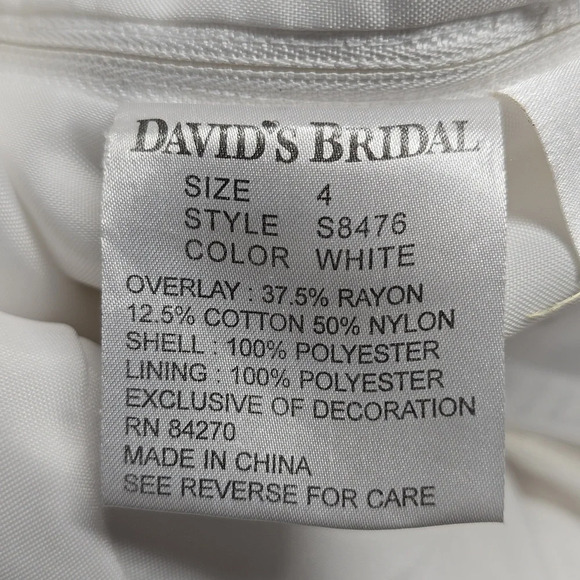 DAVID'S BRIDAL
SIZE 4
STYLE S8476
COLOR WHITE
OVERLAY : 37.5% RAYON
12.5% COTTON 50% NYLON
SHELL : 100% POLYESTER
LINING : 100% POLYESTER
EXCLUSIVE OF DECORATION
RN 84270
MADE IN CHINA
SEE REVERSE FOR CARE